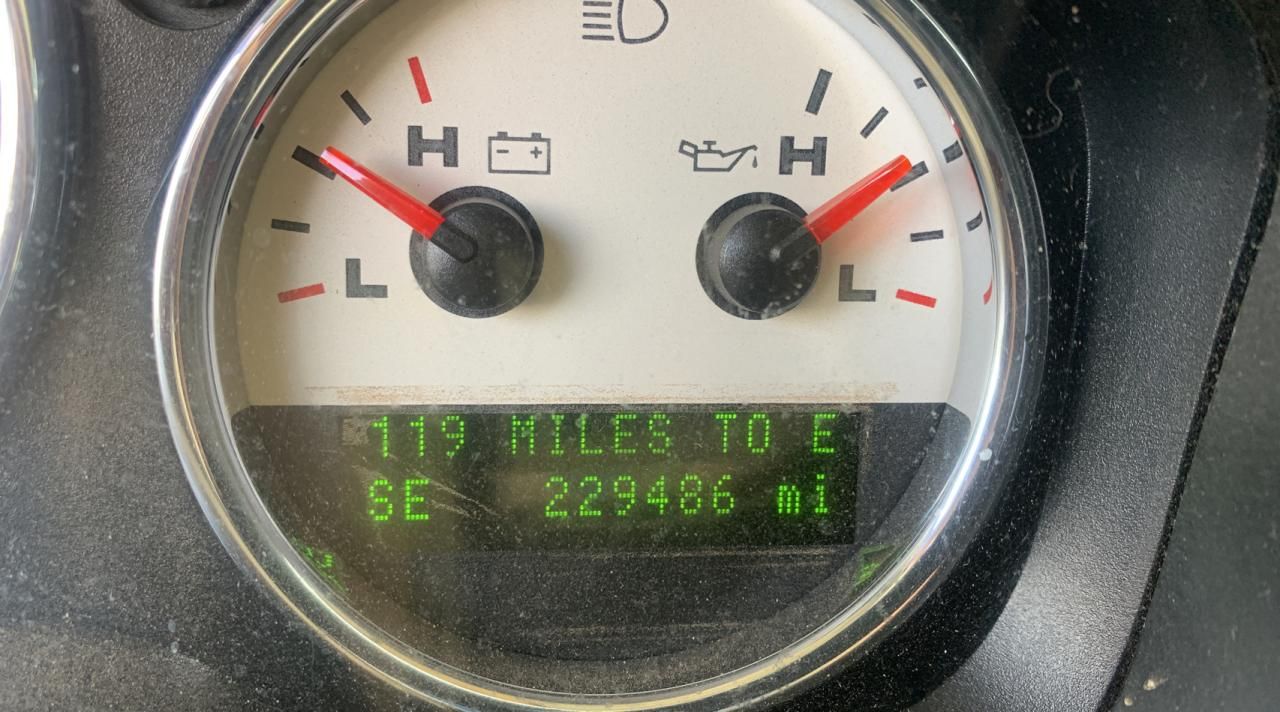 H H
L L
119 MILES TO E
SE 229486 mi